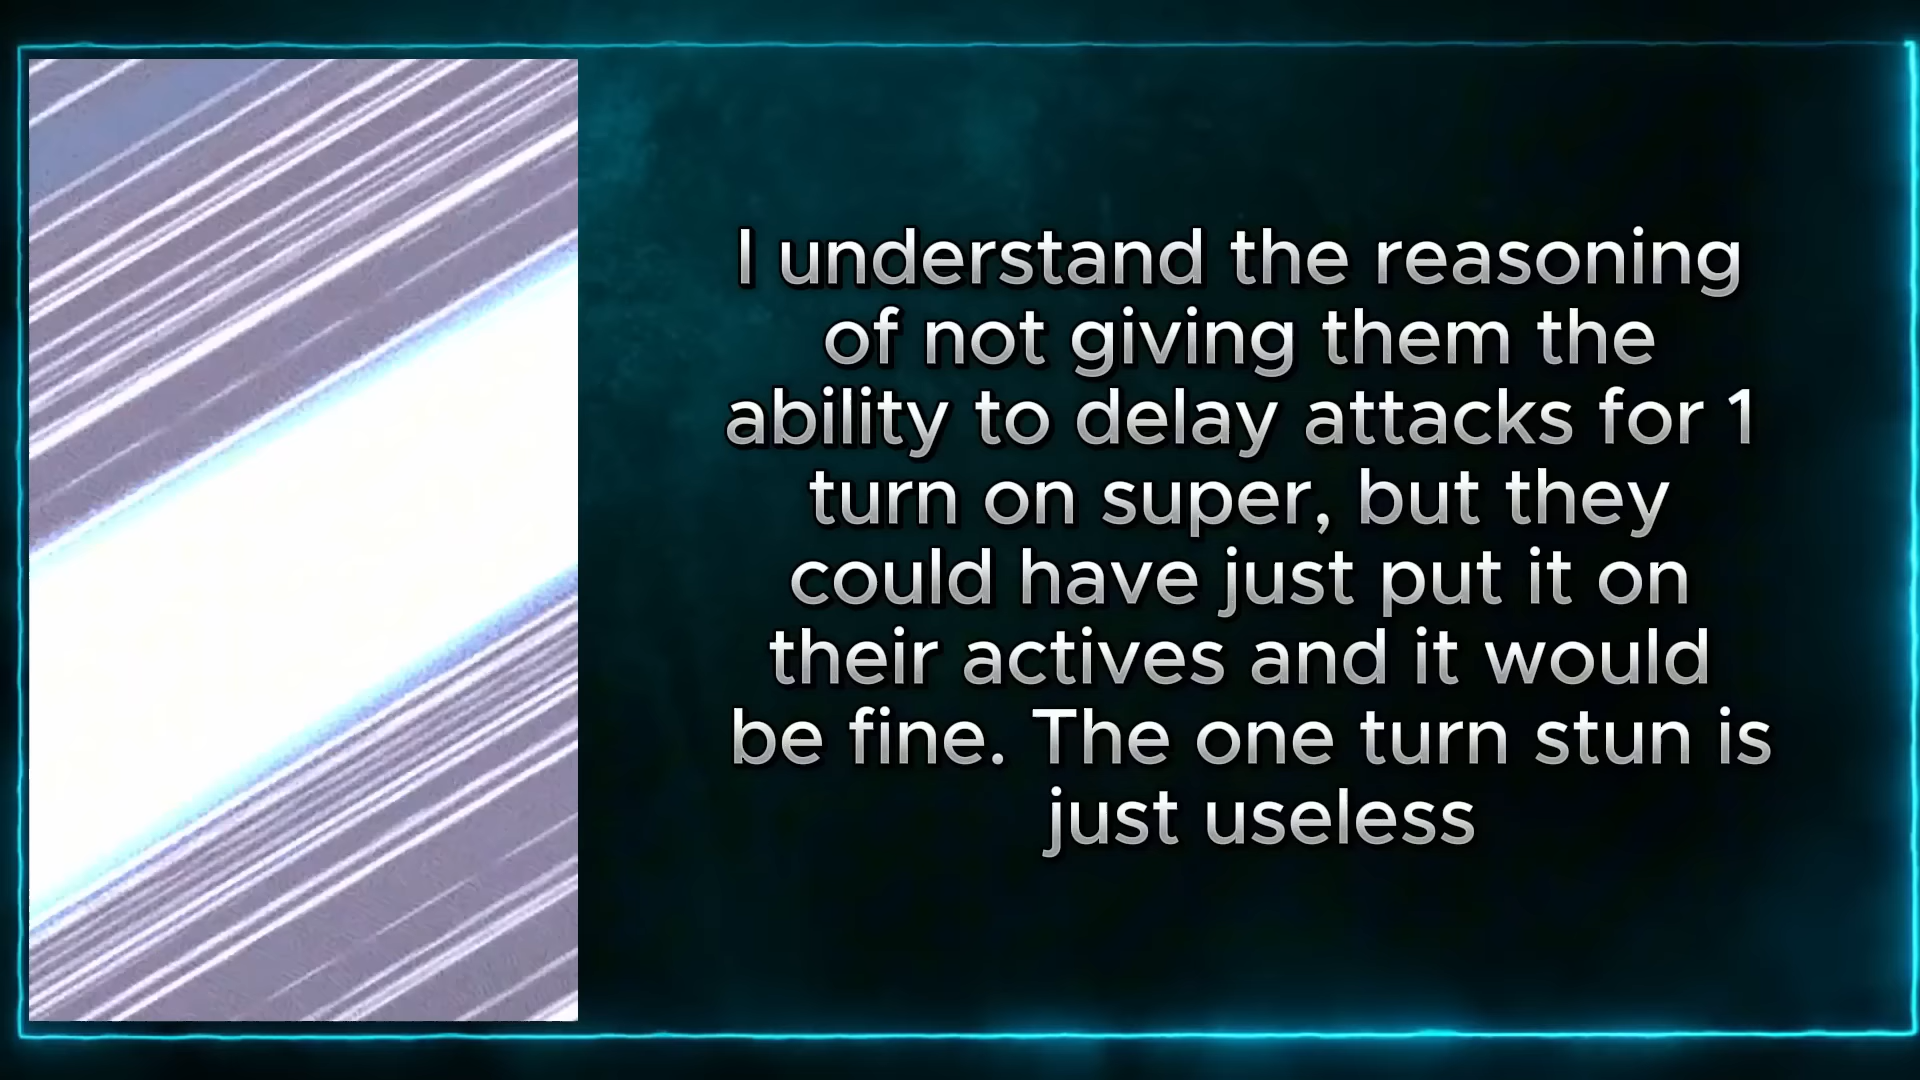 I understand the reasoning
of not giving them the
ability to delay attacks for 1
turn on super, but they
could have just put it on
their actives and it would
be fine. The one turn stun is
just useless